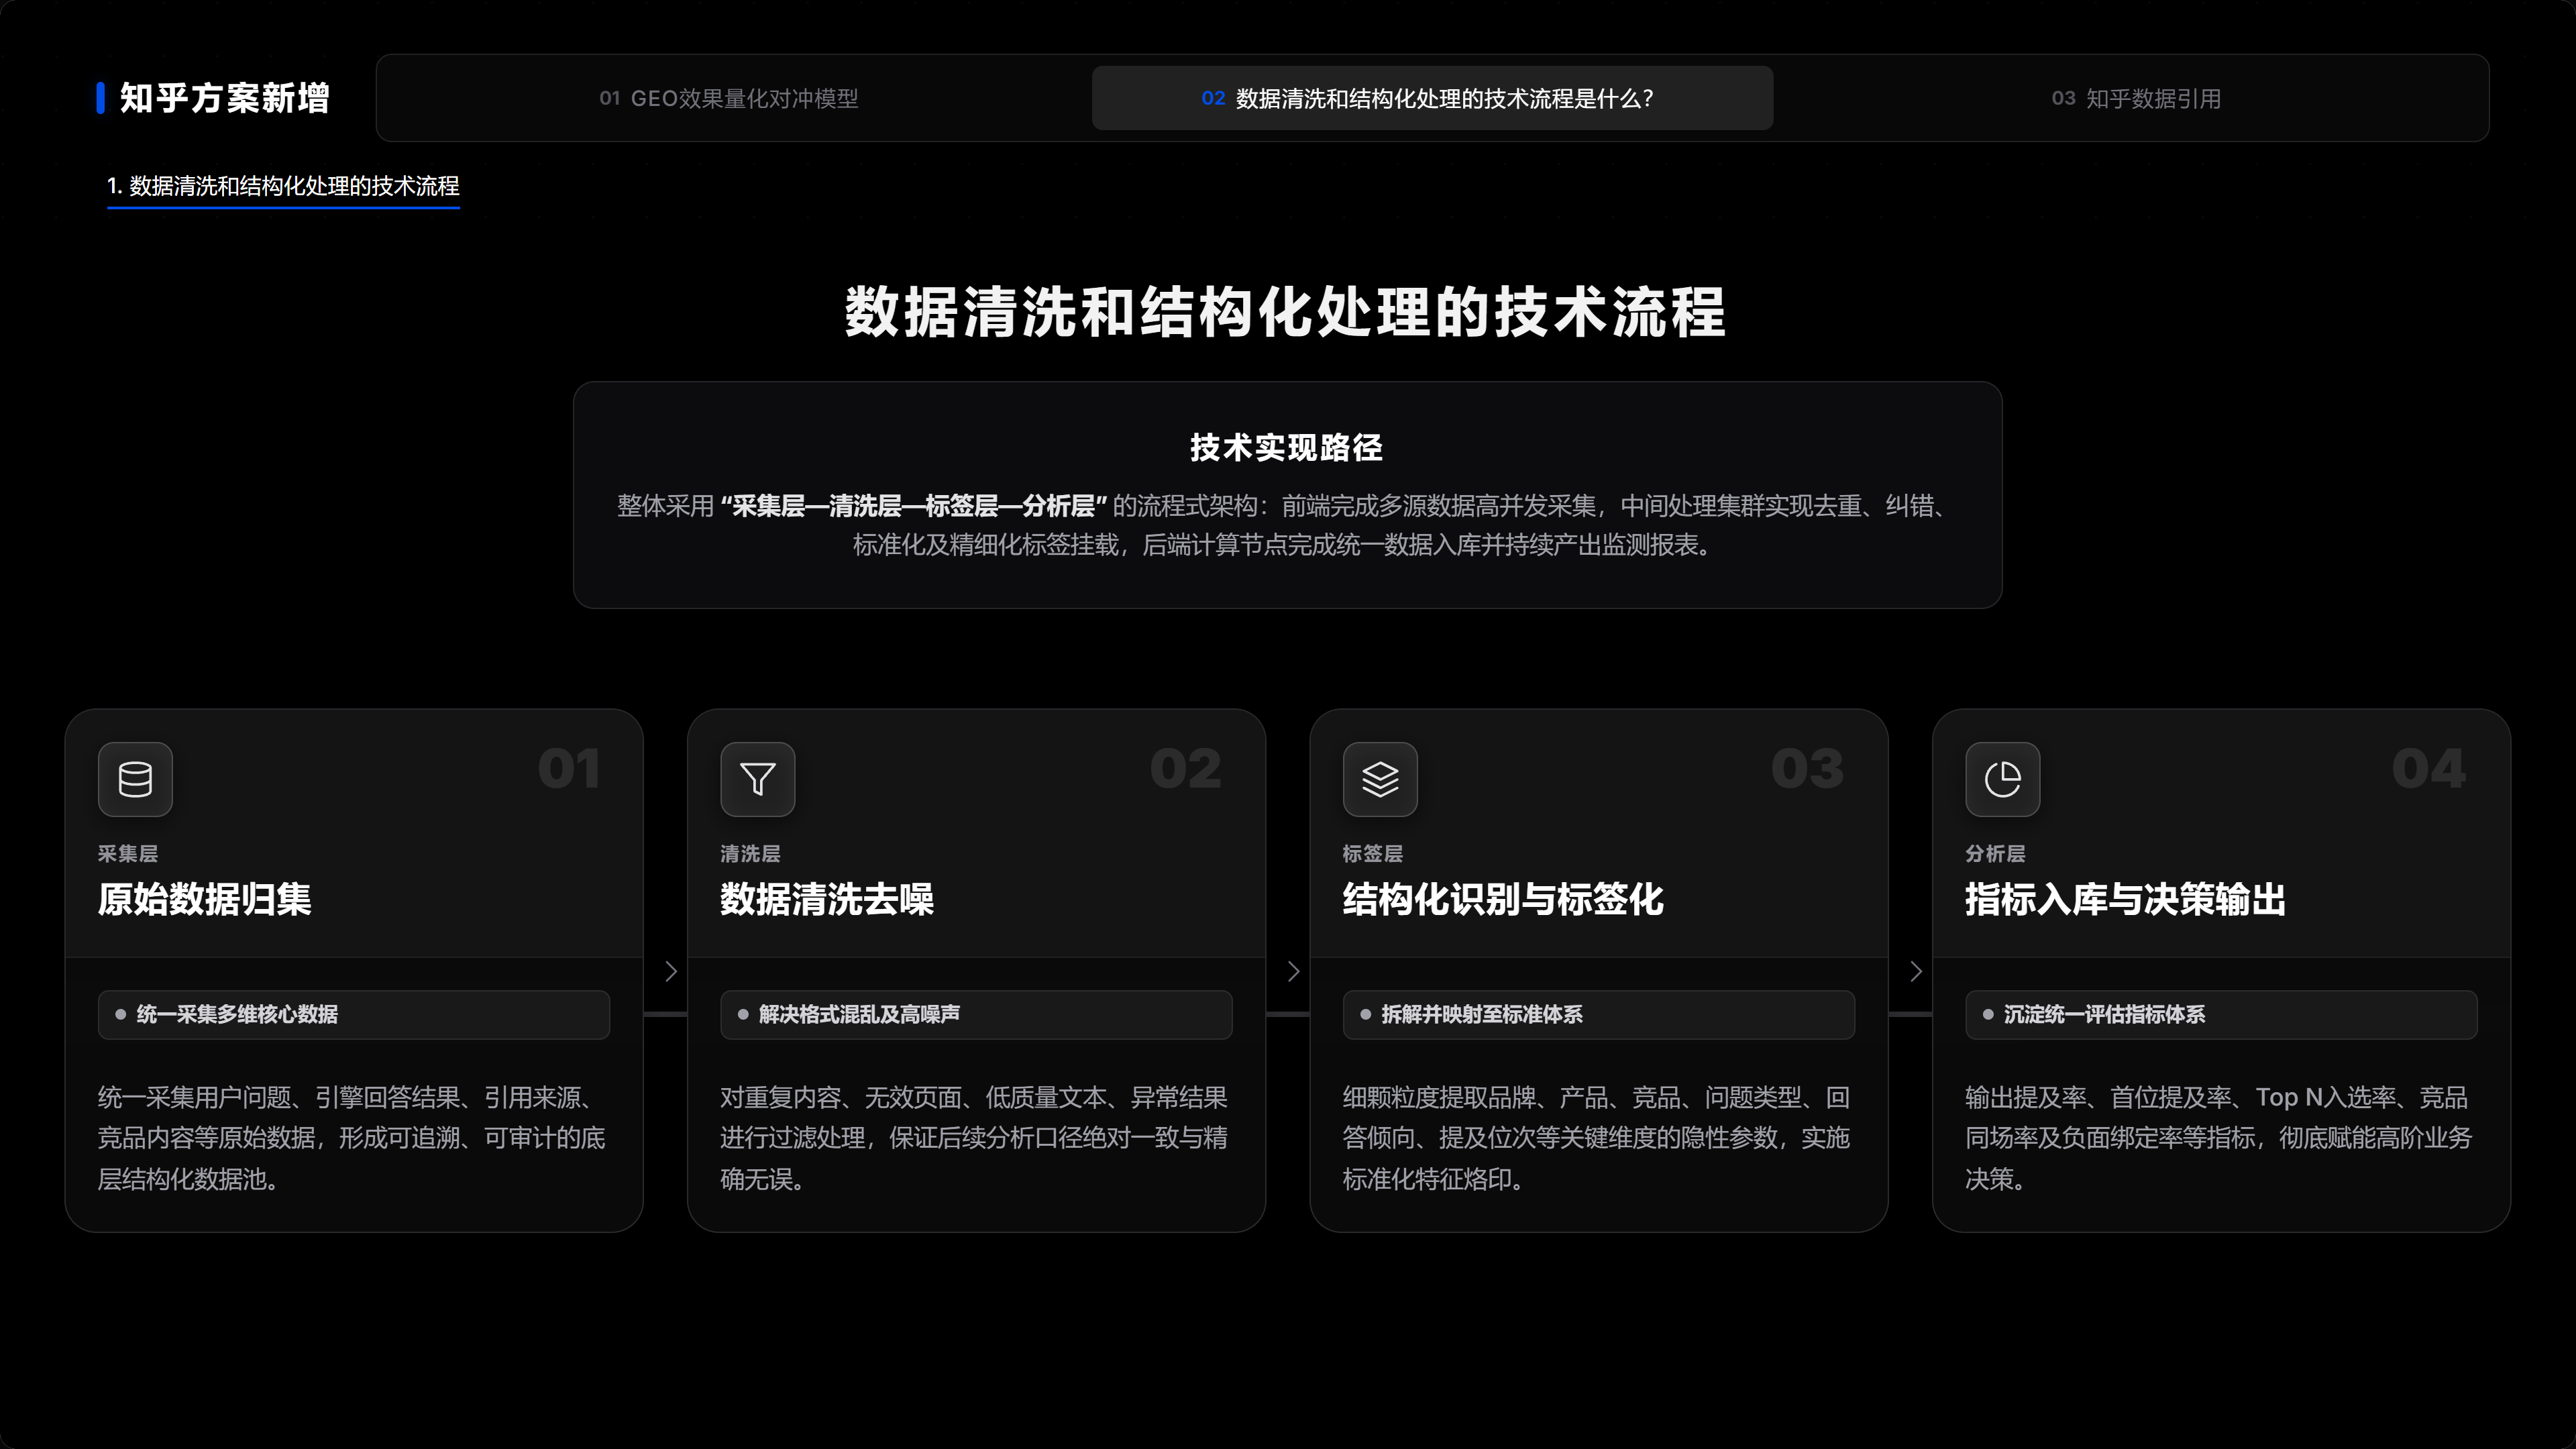 知乎方案新增
01 GEO效果量化对冲模型
02 数据清洗和结构化处理的技术流程是什么?
03 知乎数据引用
1. 数据清洗和结构化处理的技术流程
数据清洗和结构化处理的技术流程
技术实现路径
整体采用 “采集层—清洗层—标签层—分析层” 的流程式架构：前端完成多源数据高并发采集，中间处理集群实现去重、纠错、
标准化及精细化标签挂载，后端计算节点完成统一数据入库并持续产出监测报表。
01
采集层
原始数据归集
统一采集多维核心数据
统一采集用户问题、引擎回答结果、引用来源、
竞品内容等原始数据，形成可追溯、可审计的底
层结构化数据池。
02
清洗层
数据清洗去噪
解决格式混乱及高噪声
对重复内容、无效页面、低质量文本、异常结果
进行过滤处理，保证后续分析口径绝对一致与精
确无误。
03
标签层
结构化识别与标签化
拆解并映射至标准体系
细颗粒度提取品牌、产品、竞品、问题类型、回
答倾向、提及位次等关键维度的隐性参数，实施
标准化特征烙印。
04
分析层
指标入库与决策输出
沉淀统一评估指标体系
输出提及率、首位提及率、Top N入选率、竞品
同场率及负面绑定率等指标，彻底赋能高阶业务
决策。